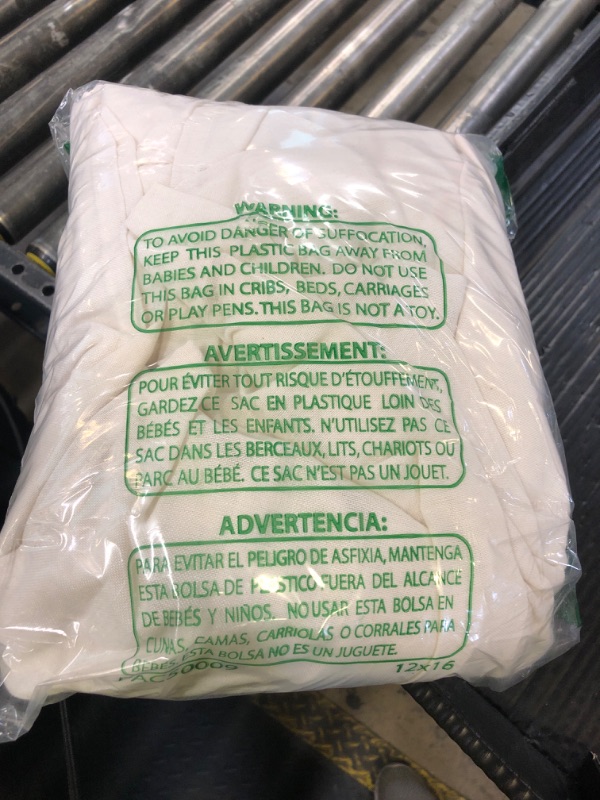 WARNING:
TO AVOID DANGER OF SUFFOCATION,
KEEP THIS PLASTIC BAG AWAY FROM
BABIES AND CHILDREN. DO NOT USE
THIS BAG IN CRIBS, BEDS, CARRIAGES
OR PLAY PENS. THIS BAG IS NOT A TOY.
AVERTISSEMENT:
POUR ÉVITER TOUT RISQUE D'ÉTOUFFEMENT,
GARDEZ CE SAC EN PLASTIQUE LOIN DES
BÉBÉS ET LES ENFANTS. N'UTILISEZ PAS CE
SAC DANS LES BERCEAUX, LITS, CHARIOTS OU
PARC AU BÉBÉ. CE SAC N'EST PAS UN JOUET.
ADVERTENCIA:
PARA EVITAR EL PELIGRO DE ASFIXIA, MANTENGA
ESTA BOLSA DE PLÁSTICO FUERA DEL ALCANCE
DE BEBÉS Y NIÑOS. NO USAR ESTA BOLSA EN
CUNAS, CAMAS, CARRIOLAS O CORRALES PARA
BEBES. ESTA BOLSA NO ES UN JUGUETE.
12x16